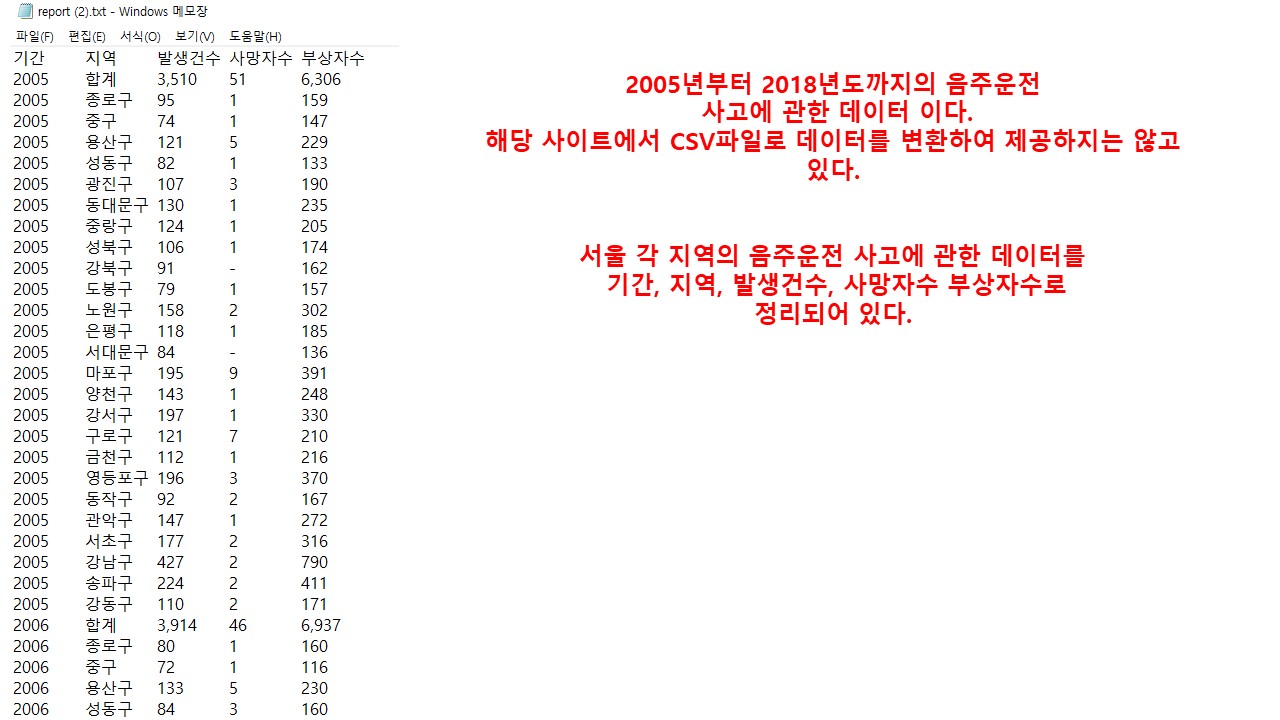 report (2).txt - Windows 메모장
파일(F) 편집(E) 서식(O) 보기(V) 도움말(H)
기간 지역 발생건수 사망자수 부상자수
2005 합계 3,510 51 6,306
2005 종로구 95 1 159
2005 중구 74 1 147
2005 용산구 121 5 229
2005 성동구 82 1 133
2005 광진구 107 3 190
2005 동대문구 130 1 235
2005 중랑구 124 1 205
2005 성북구 106 1 174
2005 강북구 91 - 162
2005 도봉구 79 1 157
2005 노원구 158 2 302
2005 은평구 118 1 185
2005 서대문구 84 - 136
2005 마포구 195 9 391
2005 양천구 143 1 248
2005 강서구 197 1 330
2005 구로구 121 7 210
2005 금천구 112 1 216
2005 영등포구 196 3 370
2005 동작구 92 2 167
2005 관악구 147 1 272
2005 서초구 177 2 316
2005 강남구 427 2 790
2005 송파구 224 2 411
2005 강동구 110 2 171
2006 합계 3,914 46 6,937
2006 종로구 80 1 160
2006 중구 72 1 116
2006 용산구 133 5 230
2006 성동구 84 3 160
2005년부터 2018년도까지의 음주운전
사고에 관한 데이터 이다.
해당 사이트에서 CSV파일로 데이터를 변환하여 제공하지는 않고
있다.
서울 각 지역의 음주운전 사고에 관한 데이터를
기간, 지역, 발생건수, 사망자수 부상자수로
정리되어 있다.